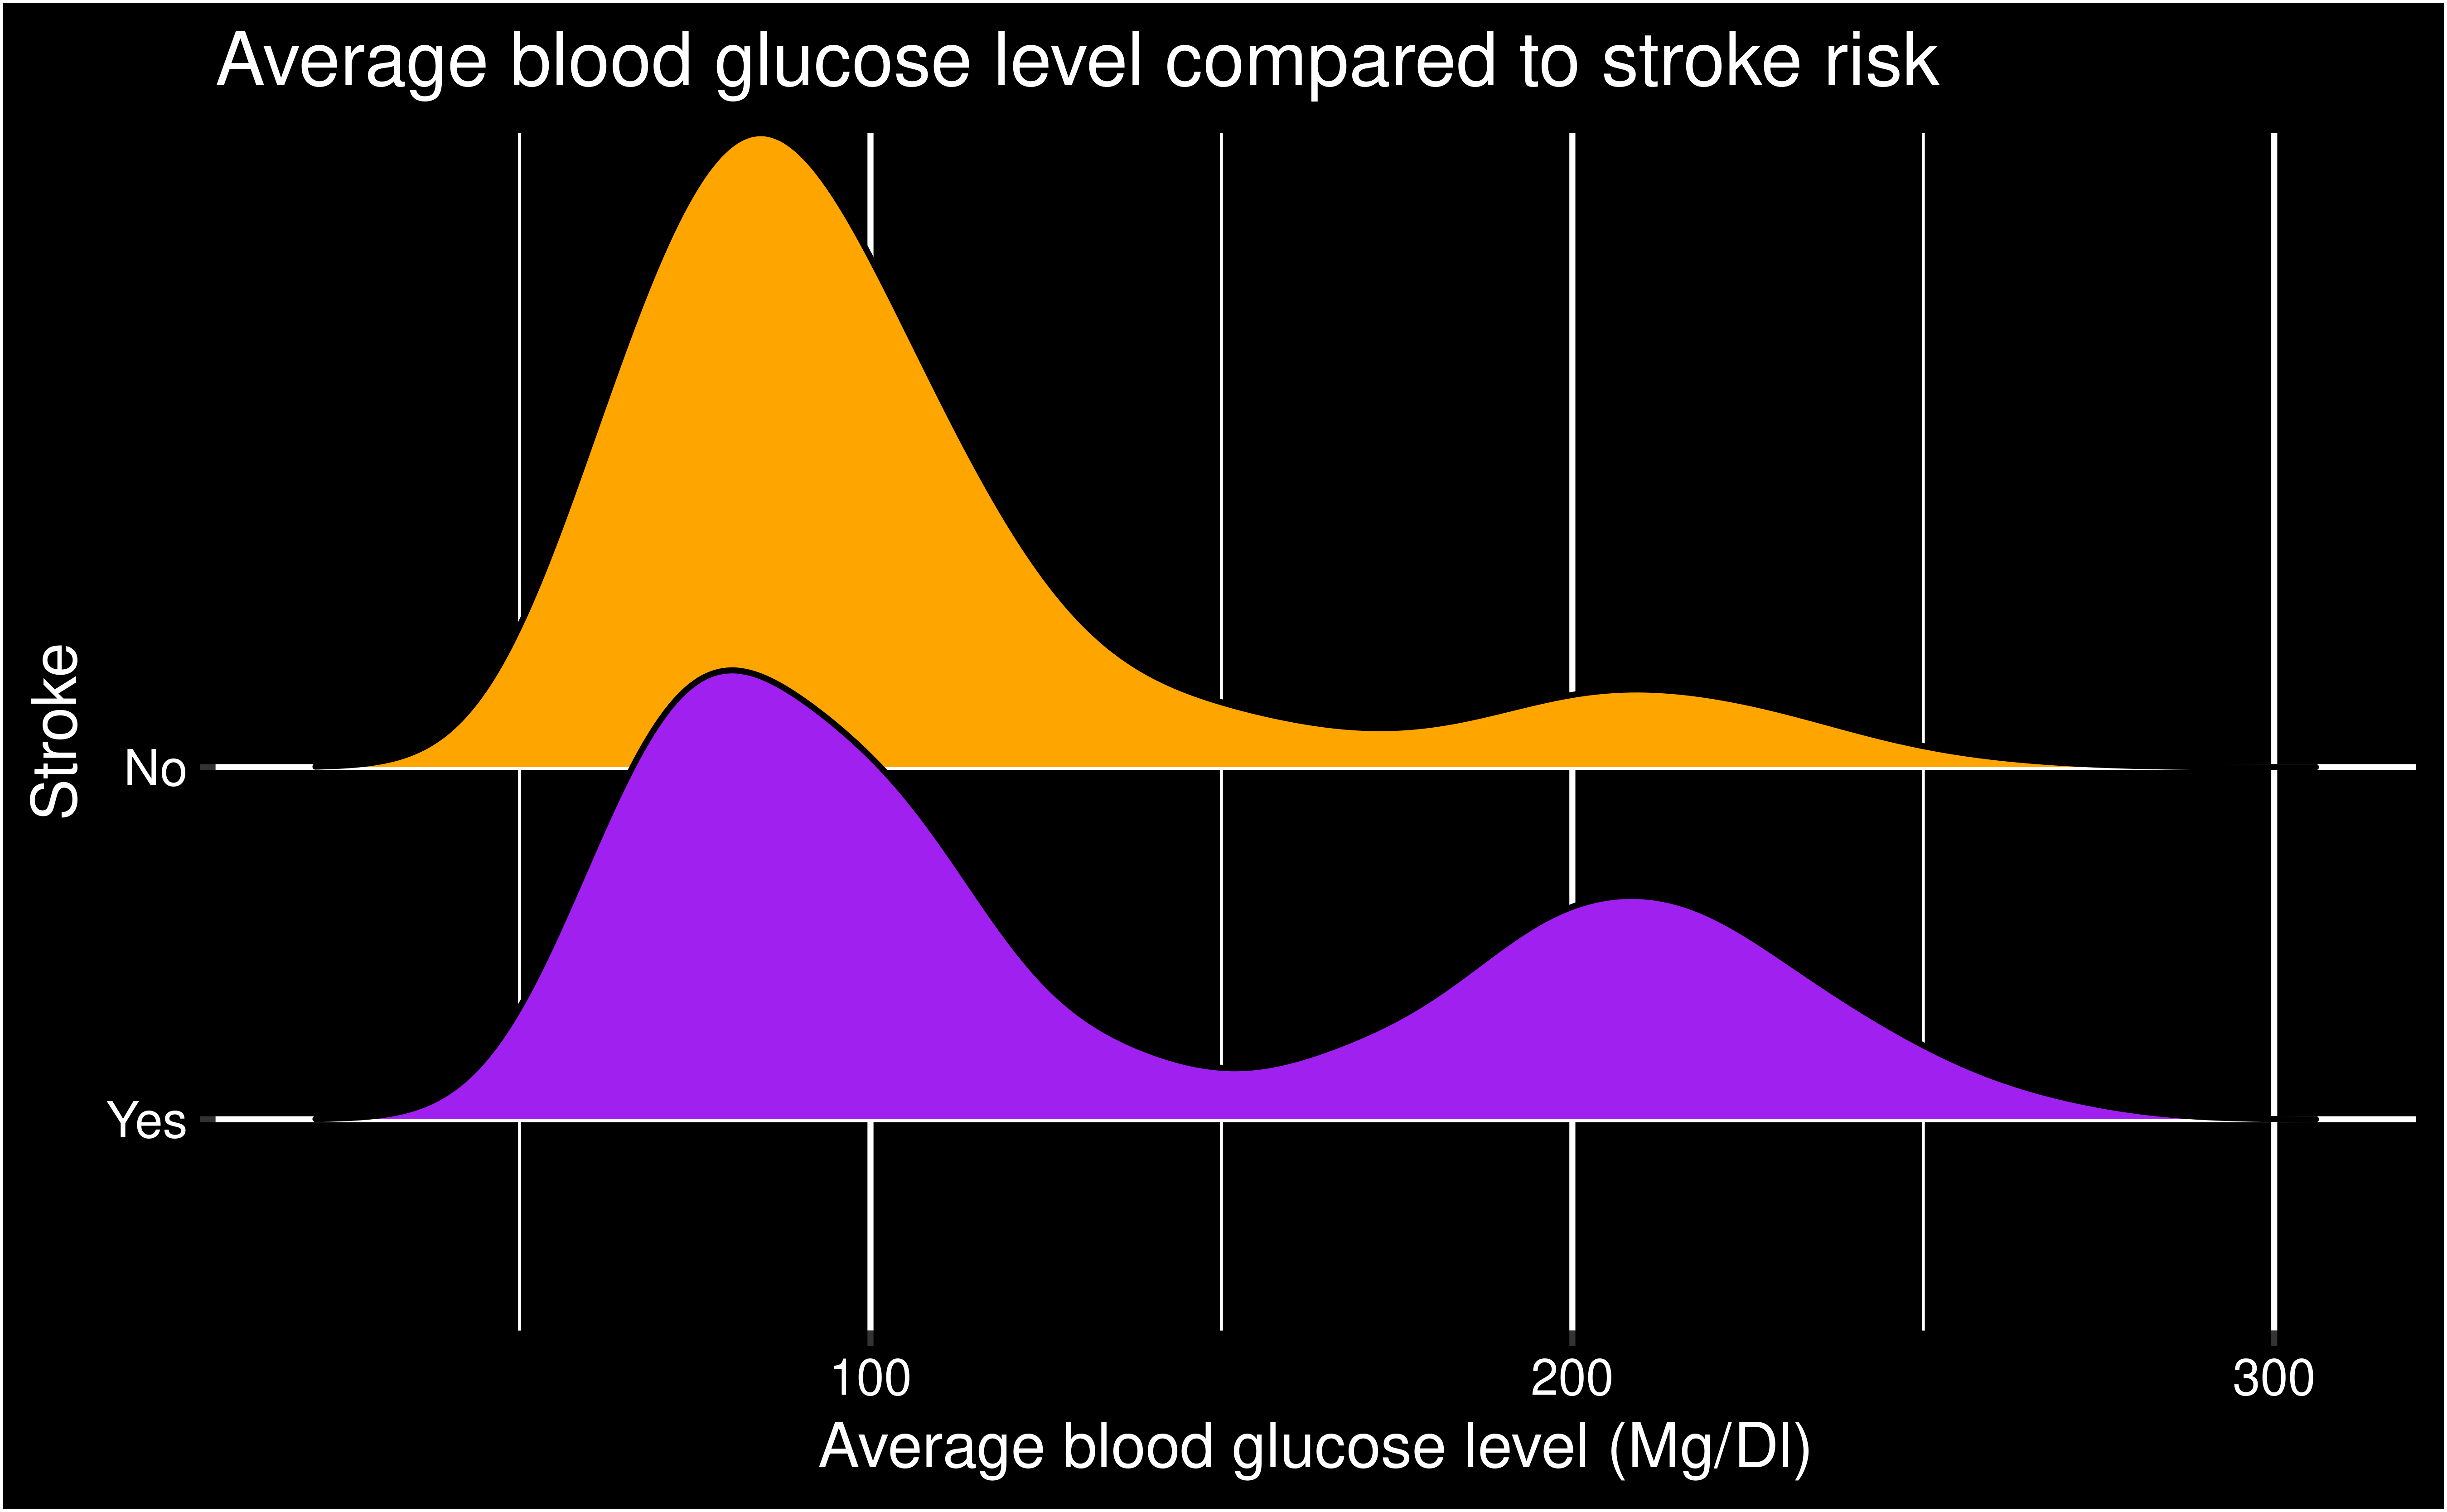 Average blood glucose level compared to stroke risk
Stroke
No
Yes
100
200
300
Average blood glucose level (Mg/Dl)